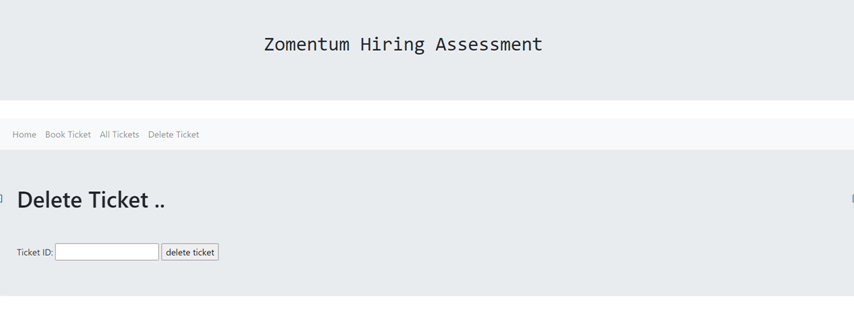 Zomentum Hiring Assessment
Home Book Ticket All Tickets Delete Ticket
Delete Ticket ..
Ticket ID: delete ticket